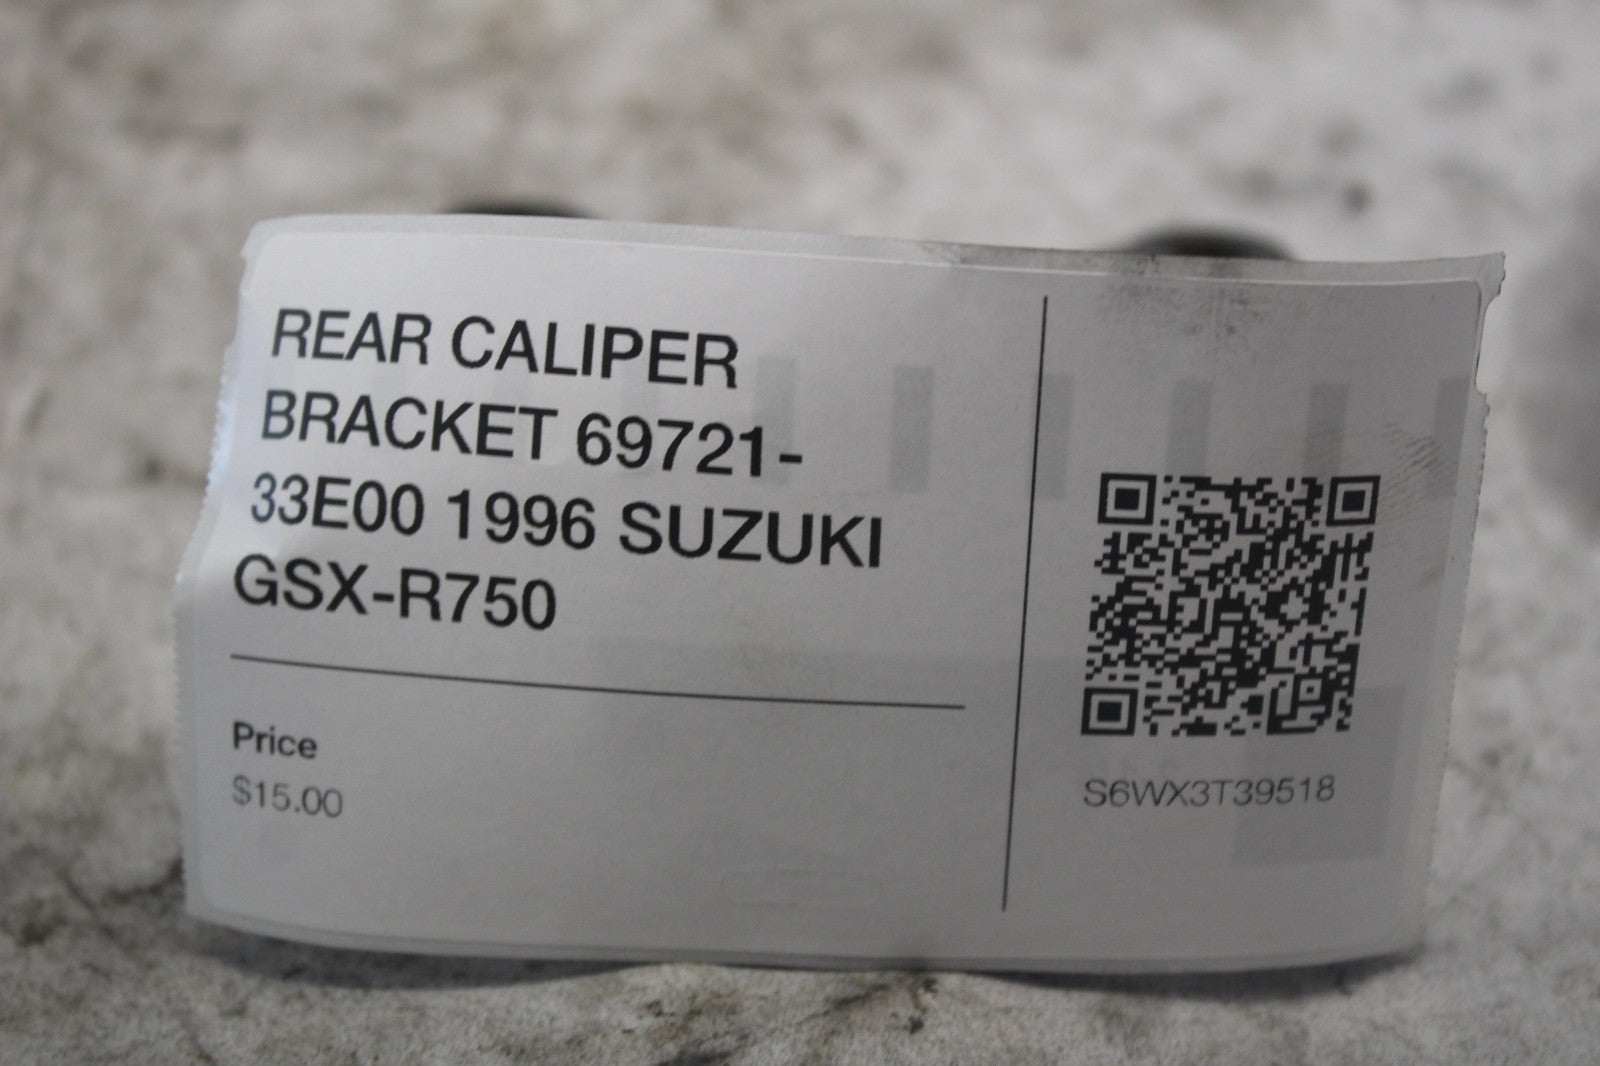 REAR CALIPER
BRACKET 69721-
33E00 1996 SUZUKI
GSX-R750
Price
$15.00
S6WX3T39518